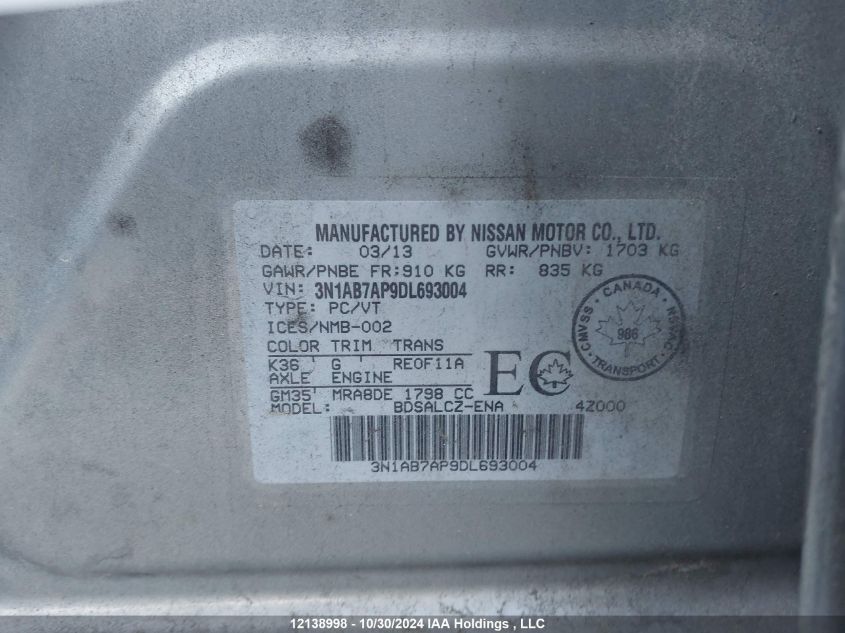 MANUFACTURED BY NISSAN MOTOR CO., LTD.
DATE: 03/13 GVWR/PNBV: 1703 KG
GAWR/PNBE FR: 910 KG RR: 835 KG
VIN: 3N1AB7AP9DL693004
TYPE: PC/VT
ICES/NMB-002
COLOR TRIM TRANS
K36 G RE0F11A
AXLE ENGINE
GM35 MRA8DE 1798 CC
MODEL: BDSALCZ-ENA 4Z000
EC
CANADA
CMVSS NSVAC
986
TRANSPORT
3N1AB7AP9DL693004
12138998 - 10/30/2024 IAA Holdings , LLC